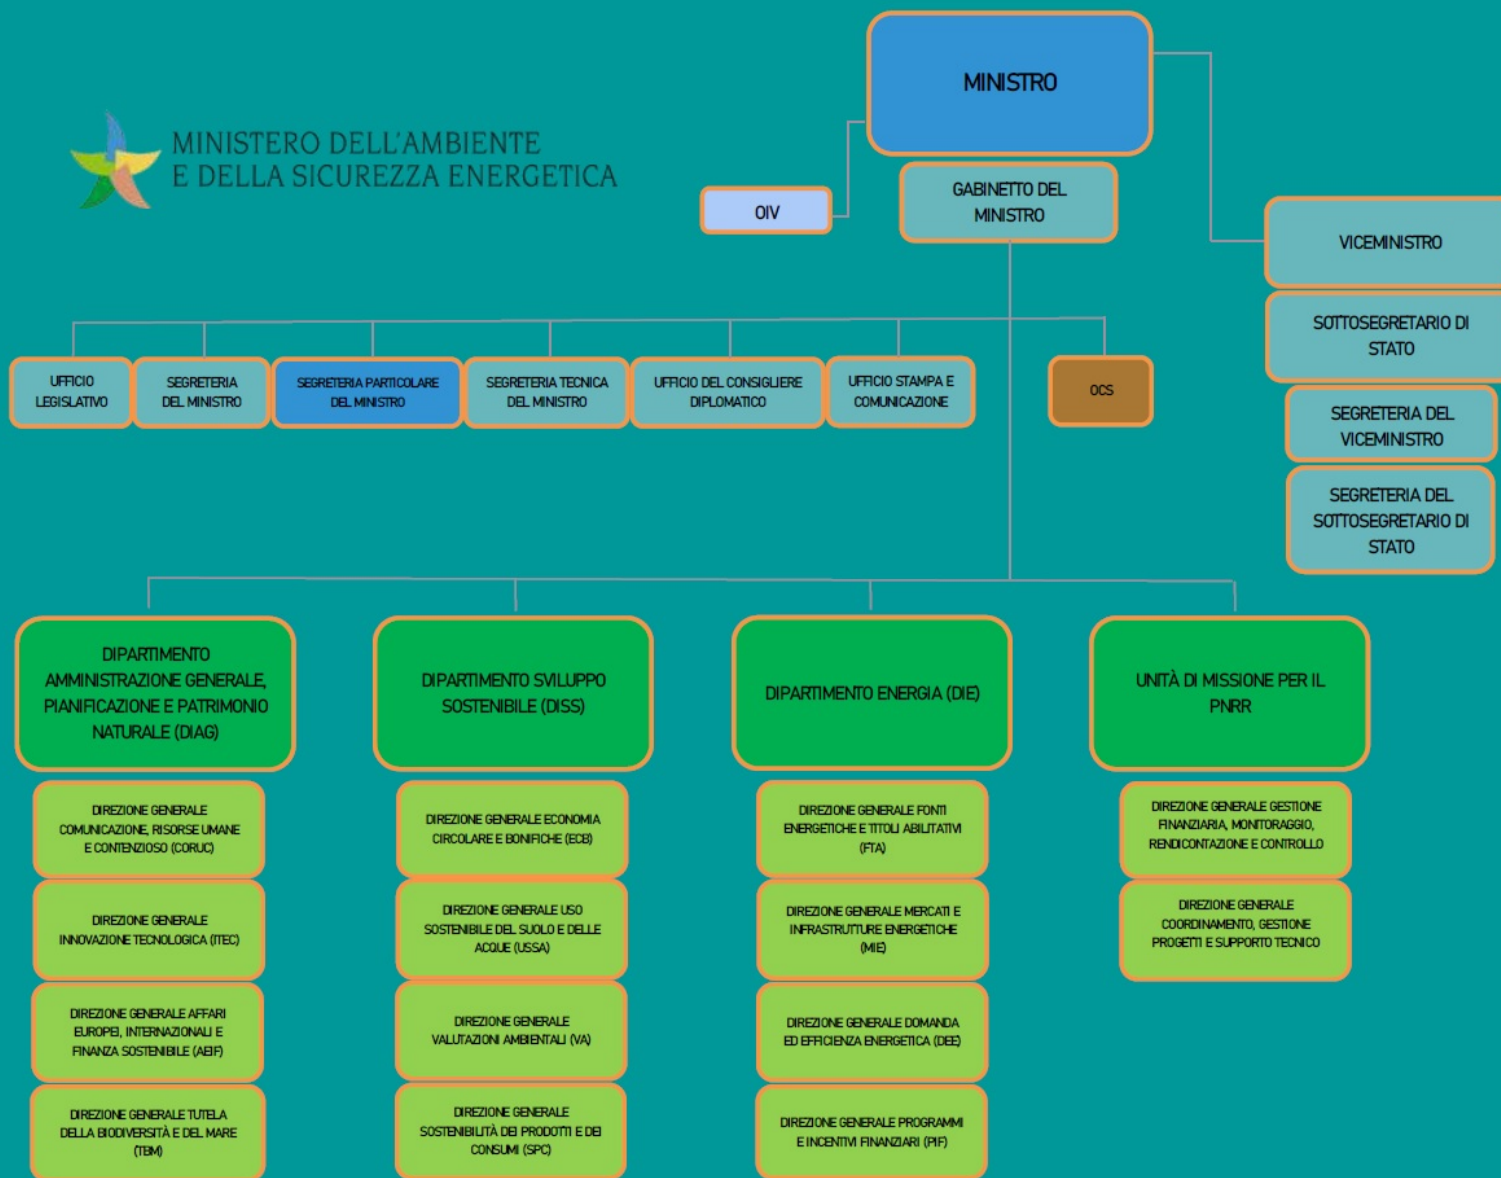 MINISTRO
MINISTERO DELL'AMBIENTE
E DELLA SICUREZZA ENERGETICA
OIV
GABINETTO DEL
MINISTRO
VICEMINISTRO
SOTTOSEGRETARIO DI
STATO
SEGRETERIA DEL
VICEMINISTRO
SEGRETERIA DEL
SOTTOSEGRETARIO DI
STATO
UFFICIO
LEGISLATIVO
SEGRETERIA
DEL MINISTRO
SEGRETERIA PARTICOLARE
DEL MINISTRO
SEGRETERIA TECNICA
DEL MINISTRO
UFFICIO DEL CONSIGLIERE
DIPLOMATICO
UFFICIO STAMPA E
COMUNICAZIONE
OCS
DIPARTIMENTO
AMMINISTRAZIONE GENERALE,
PIANIFICAZIONE E PATRIMONIO
NATURALE (DIAG)
DIREZIONE GENERALE
COMUNICAZIONE, RISORSE UMANE
E CONTENZIOSO (CORUC)
DIREZIONE GENERALE
INNOVAZIONE TECNOLOGICA (ITEC)
DIREZIONE GENERALE AFFARI
EUROPEI, INTERNAZIONALI E
FINANZA SOSTENIBILE (AEIF)
DIREZIONE GENERALE TUTELA
DELLA BIODIVERSITÀ E DEL MARE
(TBM)
DIPARTIMENTO SVILUPPO
SOSTENIBILE (DISS)
DIREZIONE GENERALE ECONOMIA
CIRCOLARE E BONIFICHE (ECB)
DIREZIONE GENERALE USO
SOSTENIBILE DEL SUOLO E DELLE
ACQUE (USSA)
DIREZIONE GENERALE
VALUTAZIONI AMBIENTALI (VA)
DIREZIONE GENERALE
SOSTENIBILITÀ DEI PRODOTTI E DEI
CONSUMI (SPC)
DIPARTIMENTO ENERGIA (DIE)
DIREZIONE GENERALE FONTI
ENERGETICHE E TITOLI ABILITATIVI
(FTA)
DIREZIONE GENERALE MERCATI E
INFRASTRUTTURE ENERGETICHE
(MIE)
DIREZIONE GENERALE DOMANDA
ED EFFICIENZA ENERGETICA (DEE)
DIREZIONE GENERALE PROGRAMMI
E INCENTIVI FINANZIARI (PIF)
UNITÀ DI MISSIONE PER IL
PNRR
DIREZIONE GENERALE GESTIONE
FINANZIARIA, MONITORAGGIO,
RENDICONTAZIONE E CONTROLLO
DIREZIONE GENERALE
COORDINAMENTO, GESTIONE
PROGETTI E SUPPORTO TECNICO